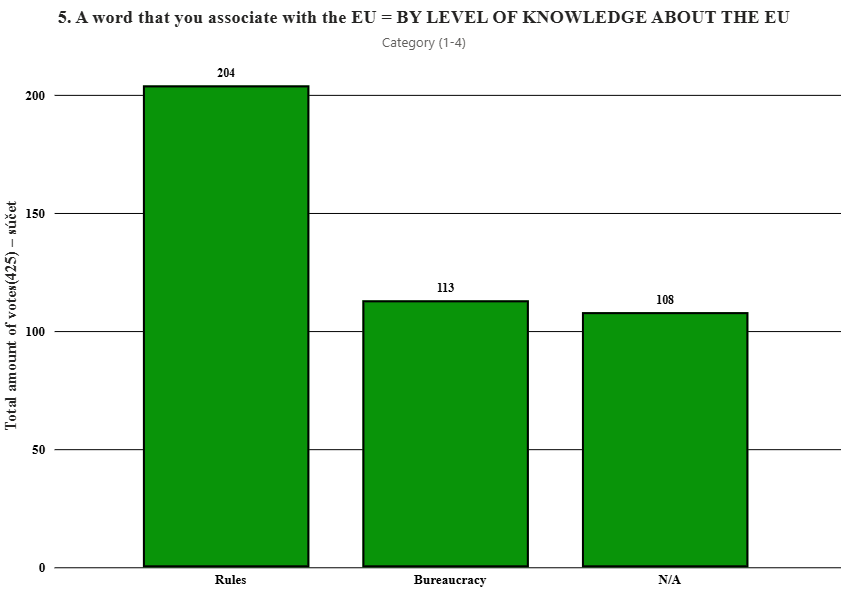 5. A word that you associate with the EU = BY LEVEL OF KNOWLEDGE ABOUT THE EU
Category (1-4)
Total amount of votes(425) – súčet
200
150
100
50
0
204
113
108
Rules
Bureaucracy
N/A